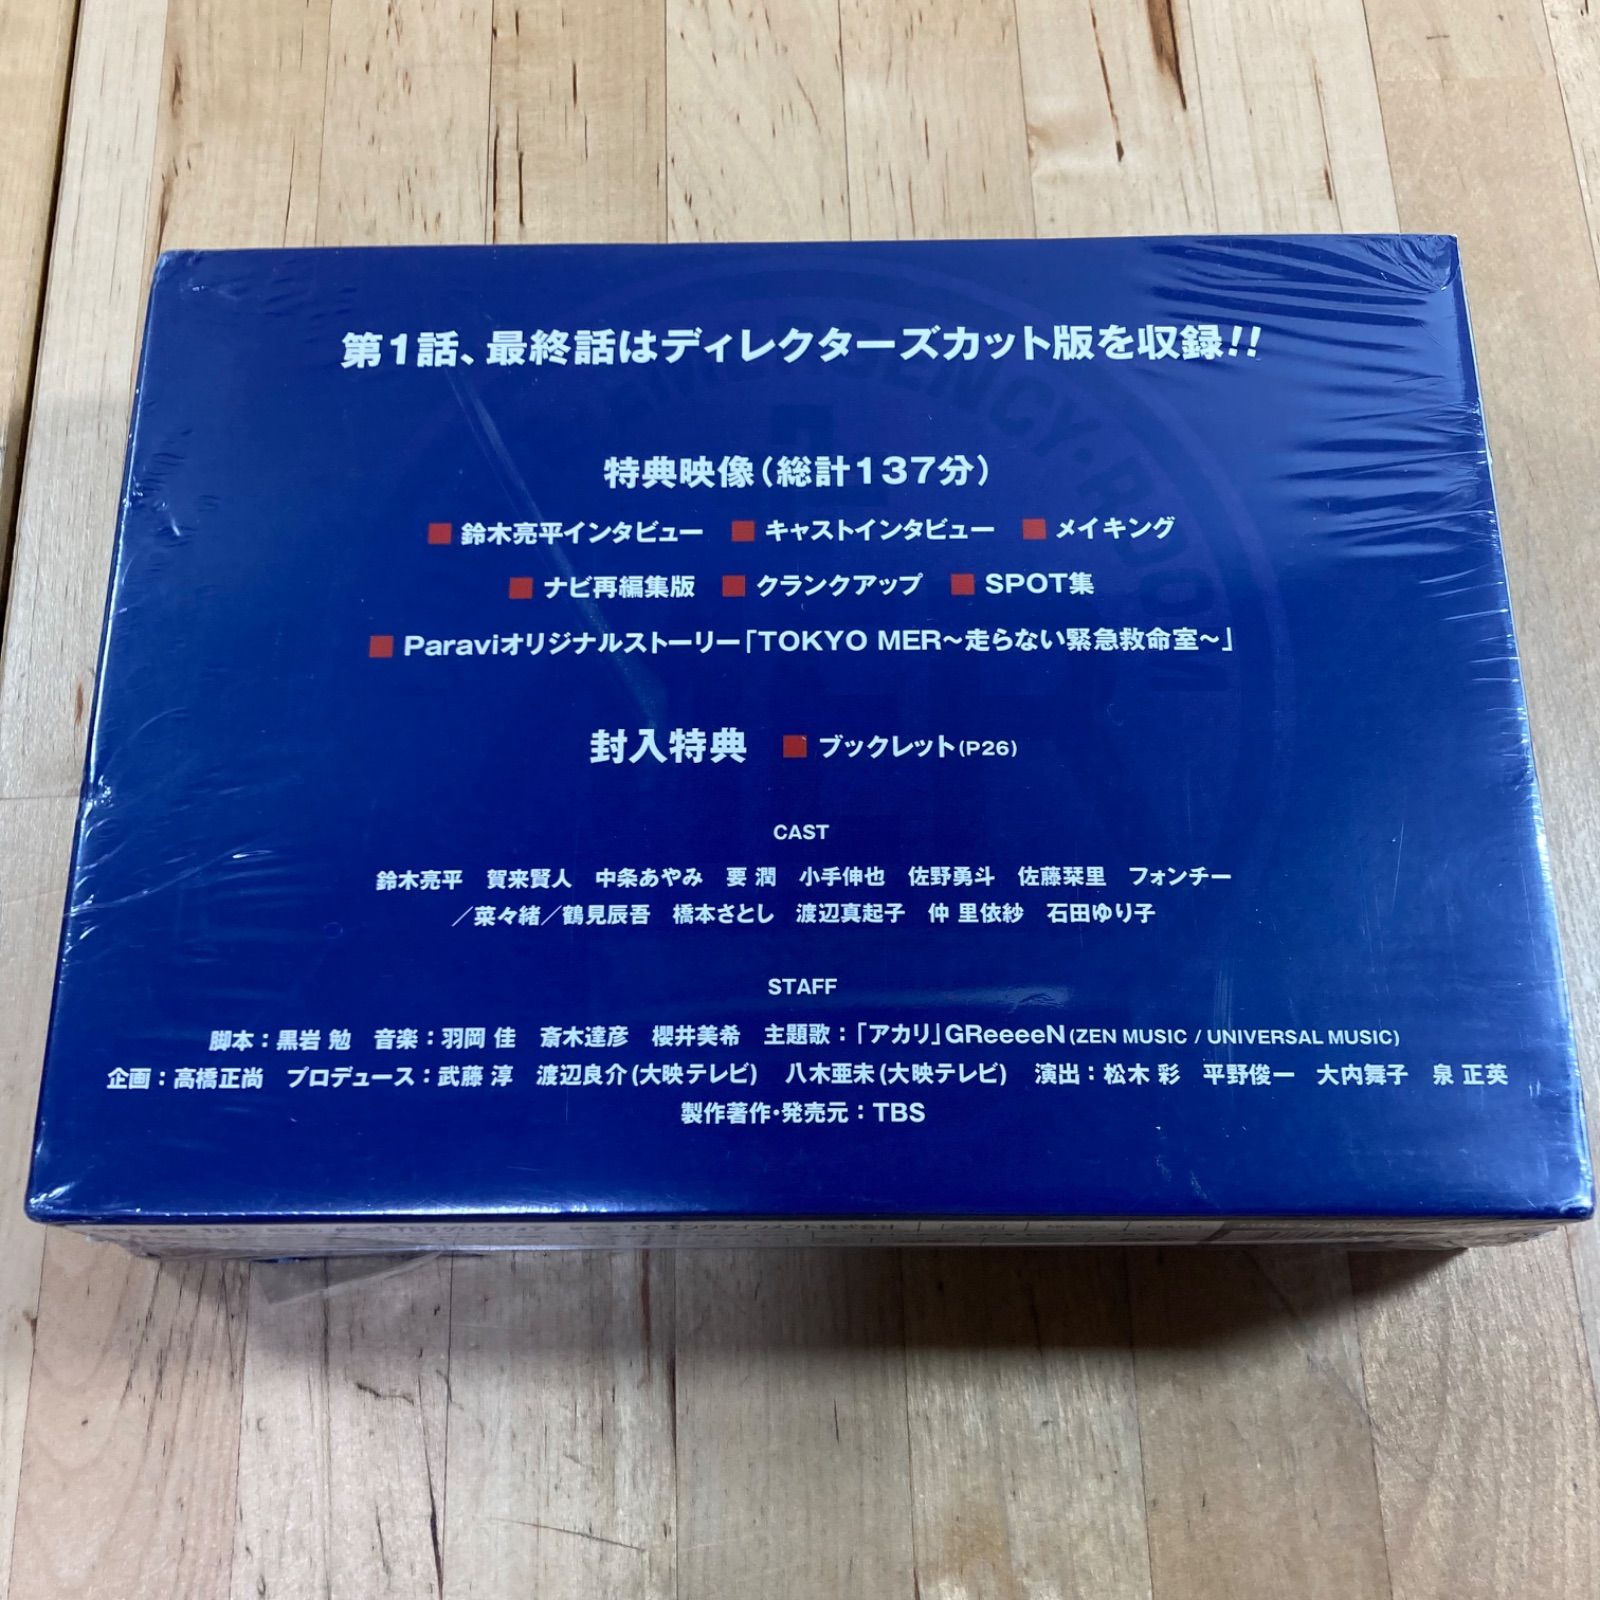 第1話、最終話はディレクターズカット版を収録!!
特典映像(総計137分)
■鈴木亮平インタビュー ■キャストインタビュー ■メイキング
■ナビ再編集版 ■クランクアップ ■SPOT集
■Paraviオリジナルストーリー「TOKYO MER〜走らない緊急救命室〜」
封入特典 ■ブックレット(P26)
CAST
鈴木亮平 賀来賢人 中条あやみ 要 潤 小手伸也 佐野勇斗 佐藤栞里 フォンチー
／菜々緒／鶴見辰吾 橋本さとし 渡辺真起子 仲 里依紗 石田ゆり子
STAFF
脚本：黒岩 勉 音楽：羽岡 佳 斎木達彦 櫻井美希 主題歌：「アカリ」GReeeeN(ZEN MUSIC / UNIVERSAL MUSIC)
企画：高橋正尚 プロデュース：武藤 淳 渡辺良介(大映テレビ) 八木亜未(大映テレビ) 演出：松木 彩 平野俊一 大内舞子 泉 正英
製作著作・発売元：TBS
EMERGENCY・ROOM